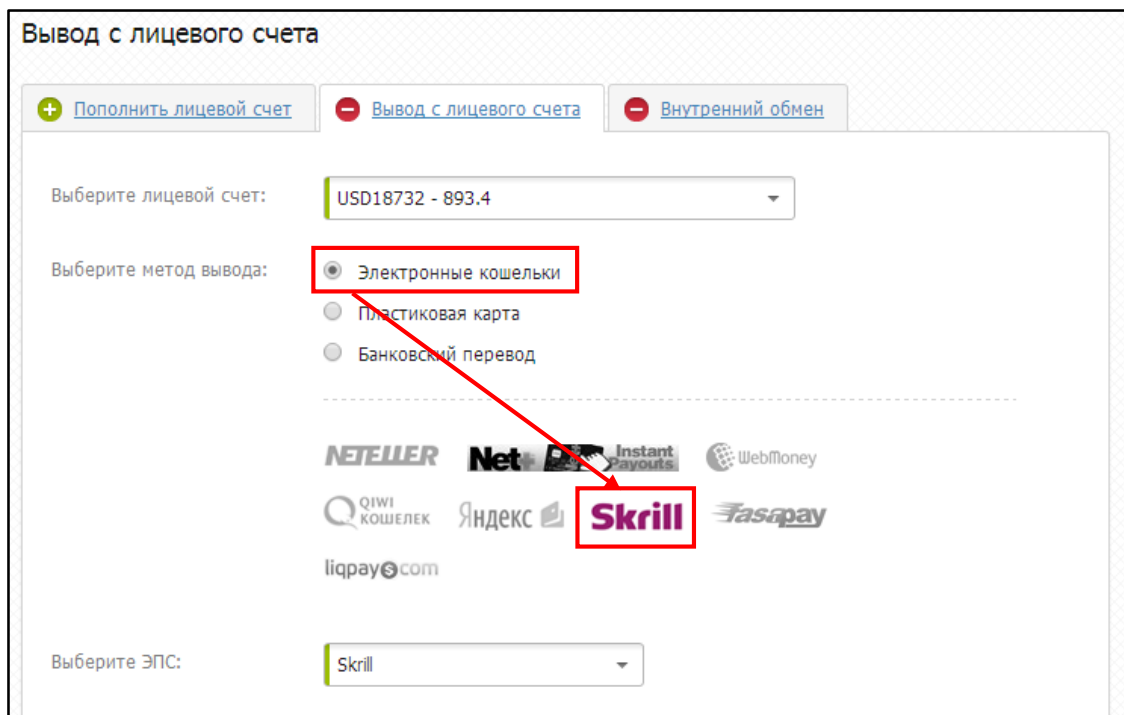 Вывод с лицевого счета
Пополнить лицевой счет Вывод с лицевого счета Внутренний обмен
Выберите лицевой счет: USD18732 - 893.4
Выберите метод вывода: Электронные кошельки
Пластиковая карта
Банковский перевод
NETELLER Net+ Instant Payouts WebMoney
QIWI КОШЕЛЕК Яндекс Skrill Fasapay
liqpay$com
Выберите ЭПС: Skrill